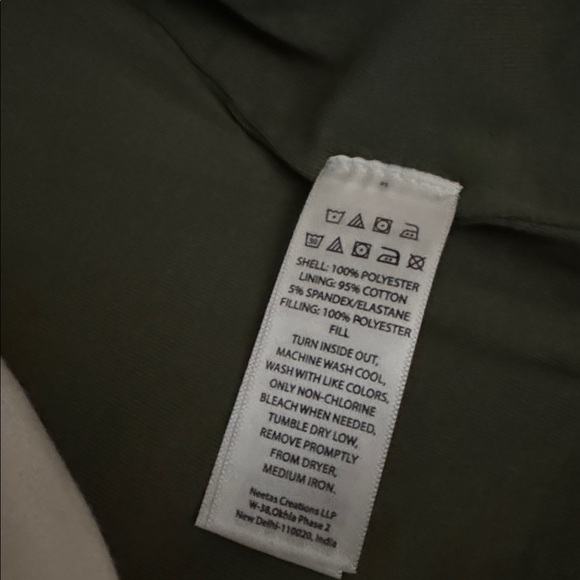 30
SHELL: 100% POLYESTER
LINING: 95% COTTON
5% SPANDEX/ELASTANE
FILLING: 100% POLYESTER
FILL
TURN INSIDE OUT,
MACHINE WASH COOL,
WASH WITH LIKE COLORS,
ONLY NON-CHLORINE
BLEACH WHEN NEEDED,
TUMBLE DRY LOW,
REMOVE PROMPTLY
FROM DRYER,
MEDIUM IRON.
Neetas Creations LLP
W-38,Okhla Phase 2
New Delhi-110020, India